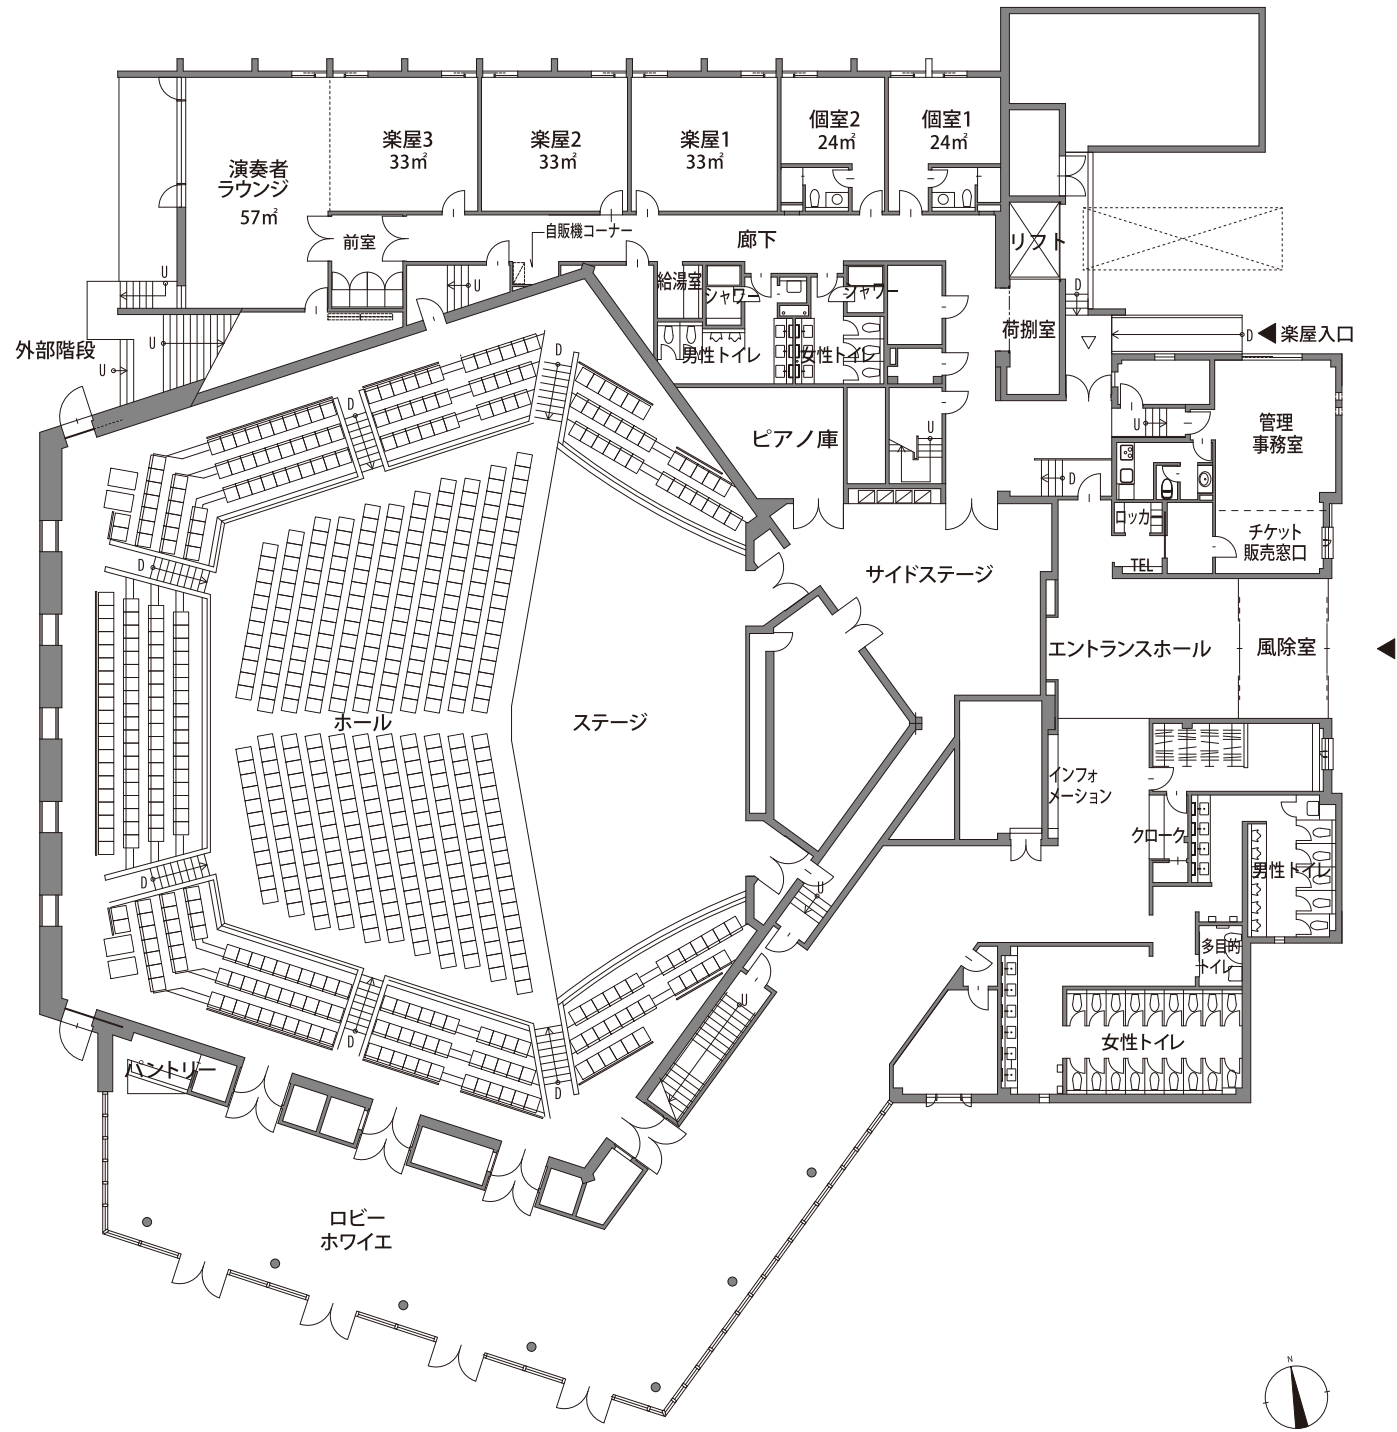 楽屋3
33㎡
楽屋2
33㎡
楽屋1
33㎡
個室2
24㎡
個室1
24㎡
演奏者
ラウンジ
57㎡
前室
自販機コーナー
廊下
リフト
U
U
D
給湯室
シャワー
シャワー
荷捌室
D
楽屋入口
外部階段
U
U
男性トイレ
女性トイレ
D
D
U
U
管理
事務室
ピアノ庫
D
ロッカー
チケット
販売窓口
TEL
D
サイドステージ
エントランスホール
風除室
ホール
ステージ
インフォ
メーション
クローク
男性トイレ
D
U
多目的
トイレ
U
D
女性トイレ
パントリー
D
ロビー
ホワイエ
N